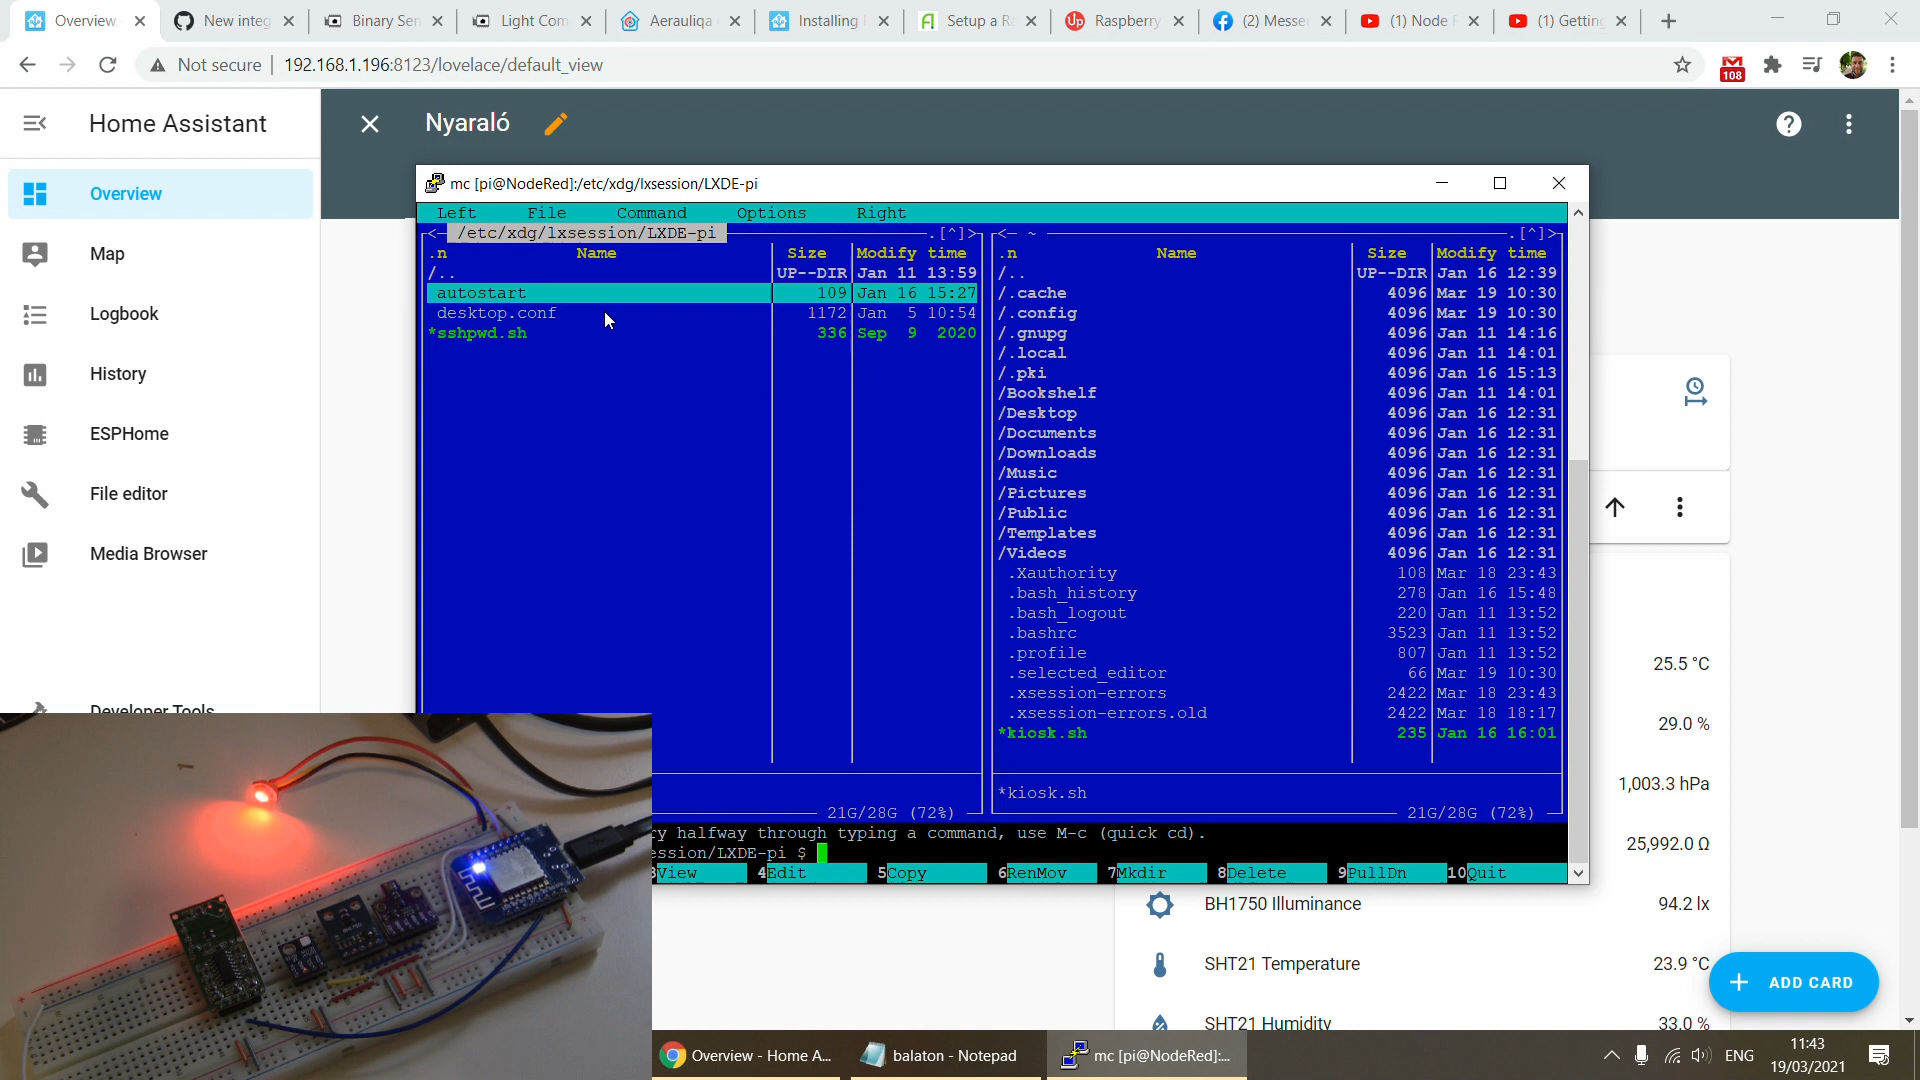 Overview
New integ
Binary Sen
Light Com
Aerauliqa
Installing
Setup a Ra
Raspberry
(2) Messe
(1) Node
(1) Getting
Not secure
192.168.1.196:8123/lovelace/default_view
108
Home Assistant
Nyaraló
Overview
Map
Logbook
History
ESPHome
File editor
Media Browser
Developer Tools
mc [pi@NodeRed]:/etc/xdg/lxsession/LXDE-pi
Left File Command Options Right
<— /etc/xdg/lxsession/LXDE-pi .[^]>
.n Name Size Modify time
/.. UP--DIR Jan 11 13:59
autostart 109 Jan 16 15:27
desktop.conf 1172 Jan 5 10:54
*sshpwd.sh 336 Sep 9 2020
21G/28G (72%)
<— ~ .[^]>
.n Name Size Modify time
/.. UP--DIR Jan 16 12:39
/.cache 4096 Mar 19 10:30
/.config 4096 Mar 19 10:30
/.gnupg 4096 Jan 11 14:16
/.local 4096 Jan 11 14:01
/.pki 4096 Jan 16 15:13
/Bookshelf 4096 Jan 11 14:01
/Desktop 4096 Jan 16 12:31
/Documents 4096 Jan 16 12:31
/Downloads 4096 Jan 16 12:31
/Music 4096 Jan 16 12:31
/Pictures 4096 Jan 16 12:31
/Public 4096 Jan 16 12:31
/Templates 4096 Jan 16 12:31
/Videos 4096 Jan 16 12:31
.Xauthority 108 Mar 18 23:43
.bash_history 278 Jan 16 15:48
.bash_logout 220 Jan 11 13:52
.bashrc 3523 Jan 11 13:52
.profile 807 Jan 11 13:52
.selected_editor 66 Mar 19 10:30
.xsession-errors 2422 Mar 18 23:43
.xsession-errors.old 2422 Mar 18 18:17
*kiosk.sh 235 Jan 16 16:01
*kiosk.sh
21G/28G (72%)
ry halfway through typing a command, use M-c (quick cd).
ession/LXDE-pi $
3View 4Edit 5Copy 6RenMov 7Mkdir 8Delete 9PullDn 10Quit
25.5 °C
29.0 %
1,003.3 hPa
25,992.0 Ω
BH1750 Illuminance 94.2 lx
SHT21 Temperature 23.9 °C
SHT21 Humidity 33.0 %
ADD CARD
BH1750
Overview - Home A...
balaton - Notepad
mc [pi@NodeRed]:...
ENG
11:43
19/03/2021